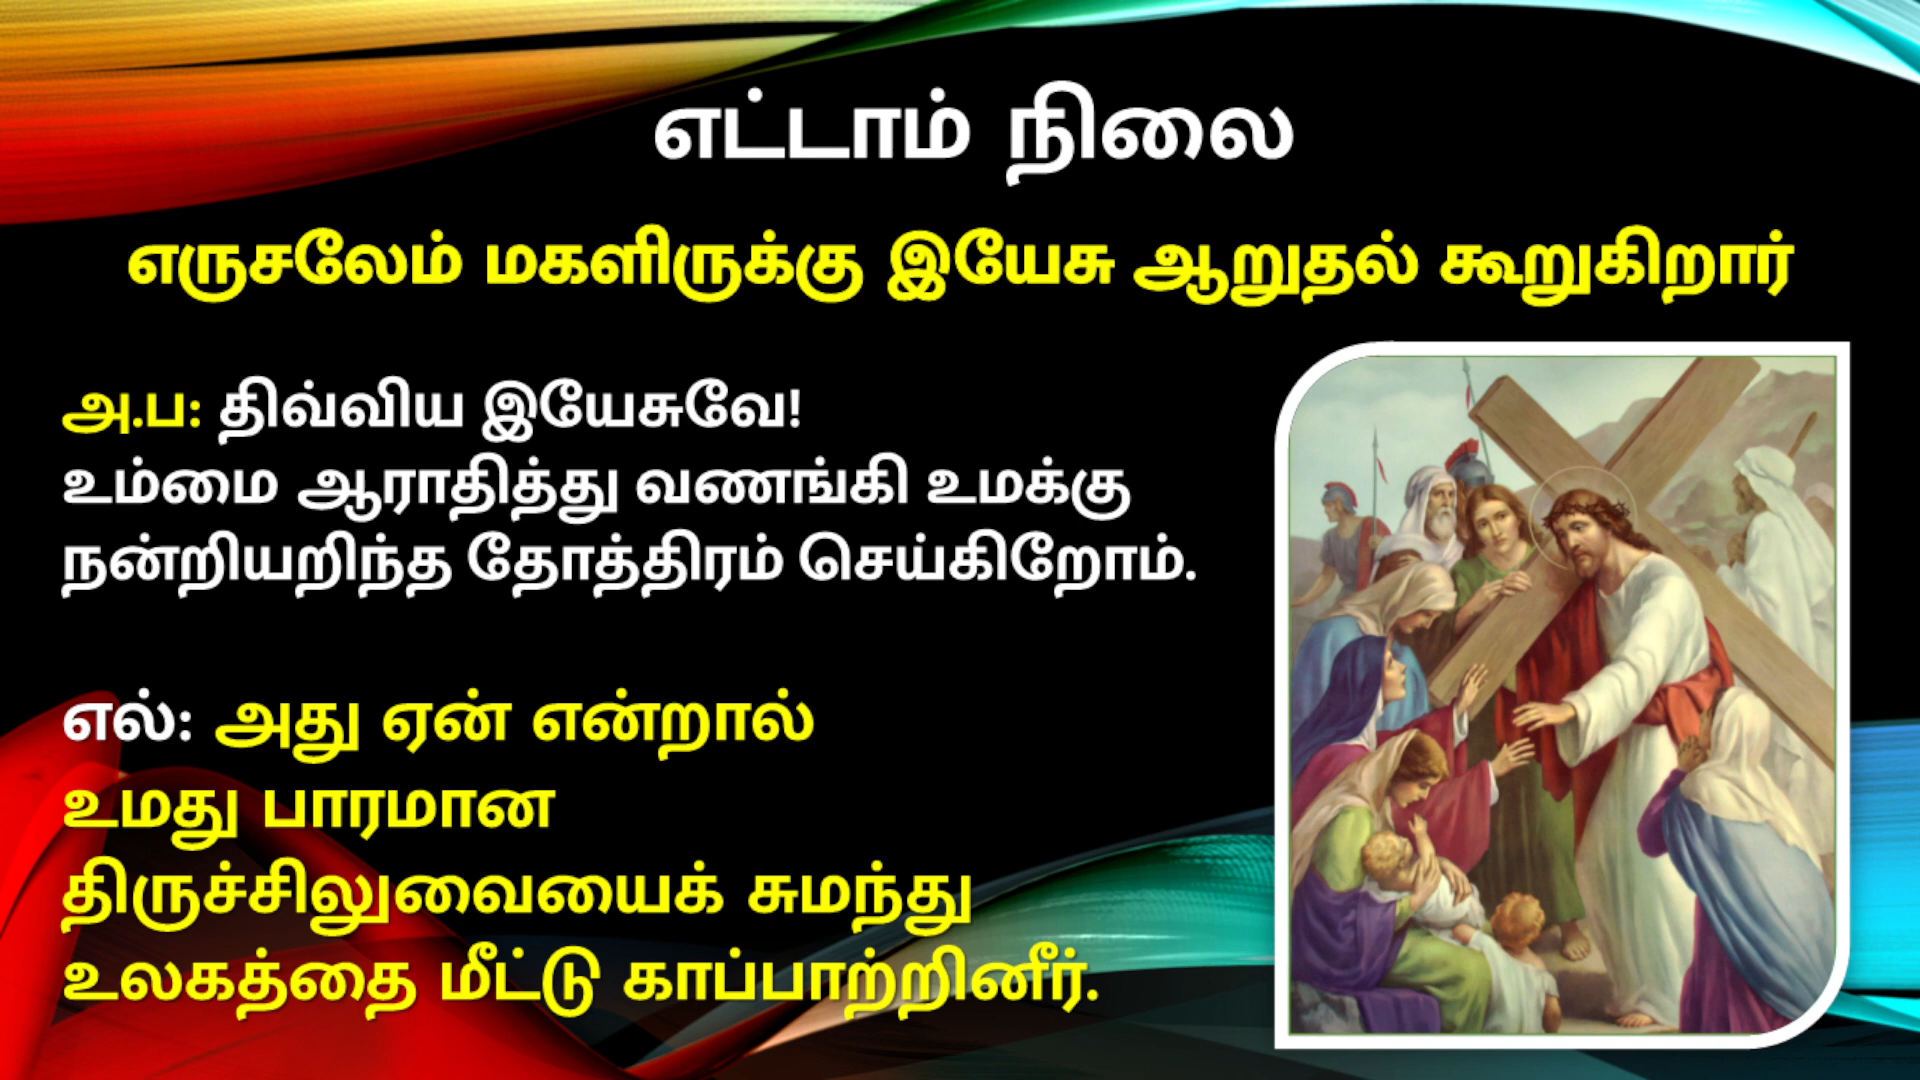 எட்டாம் நிலை
எருசலேம் மகளிருக்கு இயேசு ஆறுதல் கூறுகிறார்
அ.ப: திவ்விய இயேசுவே!
உம்மை ஆராதித்து வணங்கி உமக்கு
நன்றியறிந்த தோத்திரம் செய்கிறோம்.
எல்: அது ஏன் என்றால்
உமது பாரமான
திருச்சிலுவையைக் சுமந்து
உலகத்தை மீட்டு காப்பாற்றினீர்.